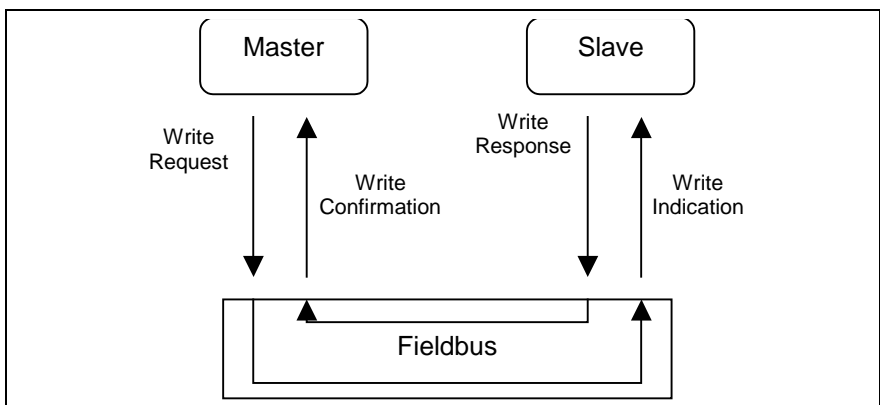 Master
Slave
Write
Request
Write
Confirmation
Write
Response
Write
Indication
Fieldbus